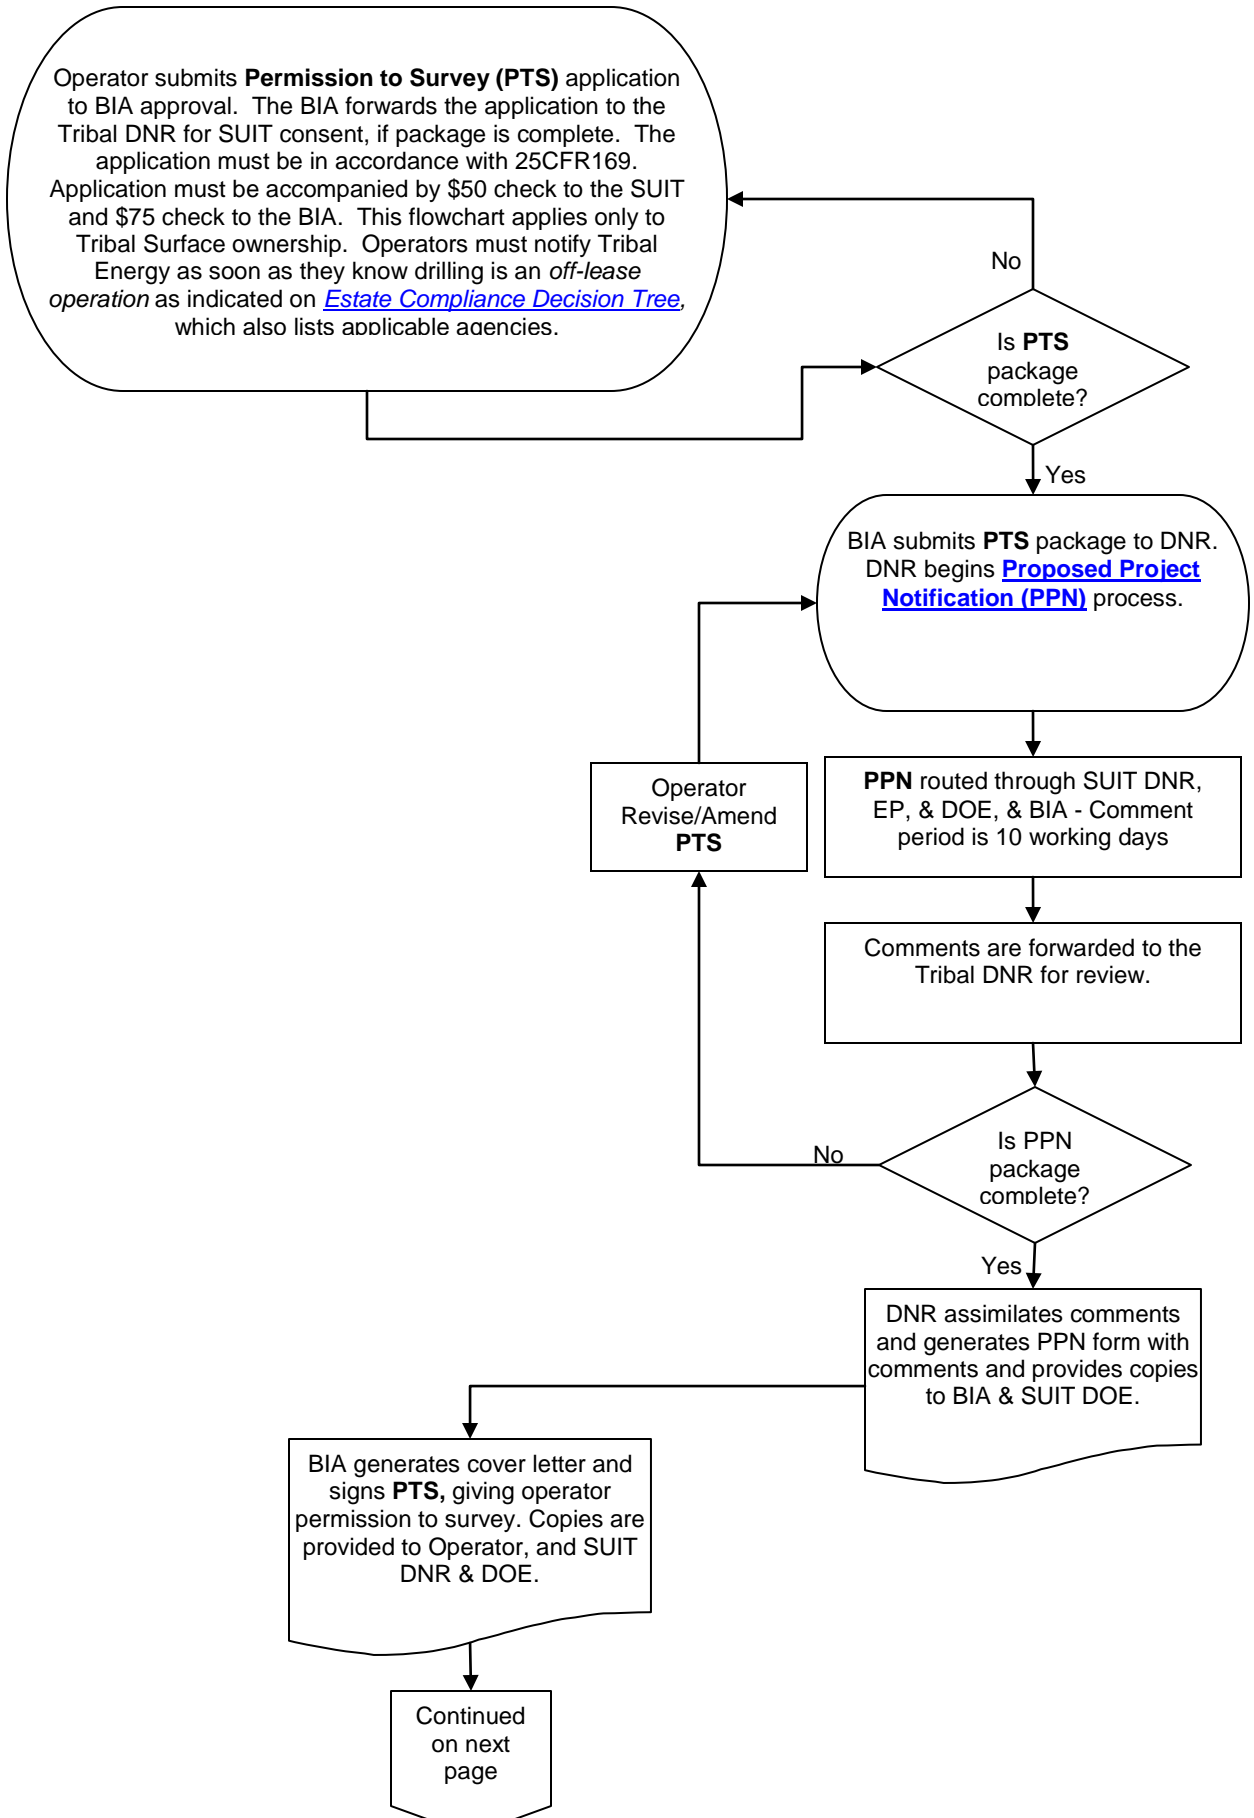 Operator submits Permission to Survey (PTS) application
to BIA approval. The BIA forwards the application to the
Tribal DNR for SUIT consent, if package is complete. The
application must be in accordance with 25CFR169.
Application must be accompanied by $50 check to the SUIT
and $75 check to the BIA. This flowchart applies only to
Tribal Surface ownership. Operators must notify Tribal
Energy as soon as they know drilling is an off-lease
operation as indicated on Estate Compliance Decision Tree,
which also lists applicable agencies.
No
Is PTS
package
complete?
Yes
BIA submits PTS package to DNR.
DNR begins Proposed Project
Notification (PPN) process.
Operator
Revise/Amend
PTS
PPN routed through SUIT DNR,
EP, & DOE, & BIA - Comment
period is 10 working days
Comments are forwarded to the
Tribal DNR for review.
No
Is PPN
package
complete?
Yes
DNR assimilates comments
and generates PPN form with
comments and provides copies
to BIA & SUIT DOE.
BIA generates cover letter and
signs PTS, giving operator
permission to survey. Copies are
provided to Operator, and SUIT
DNR & DOE.
Continued
on next
page